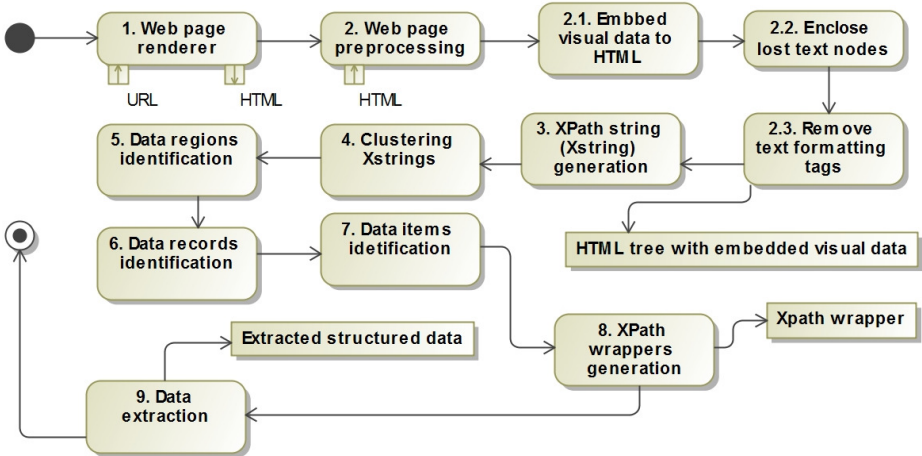 1. Web page
renderer
URL
HTML
2. Web page
preprocessing
HTML
2.1. Embbed
visual data to
HTML
2.2. Enclose
lost text nodes
5. Data regions
identification
4. Clustering
Xstrings
3. XPath string
(Xstring)
generation
2.3. Remove
text formatting
tags
6. Data records
identification
7. Data items
idetification
HTML tree with embedded visual data
Extracted structured data
8. XPath
wrappers
generation
Xpath wrapper
9. Data
extraction